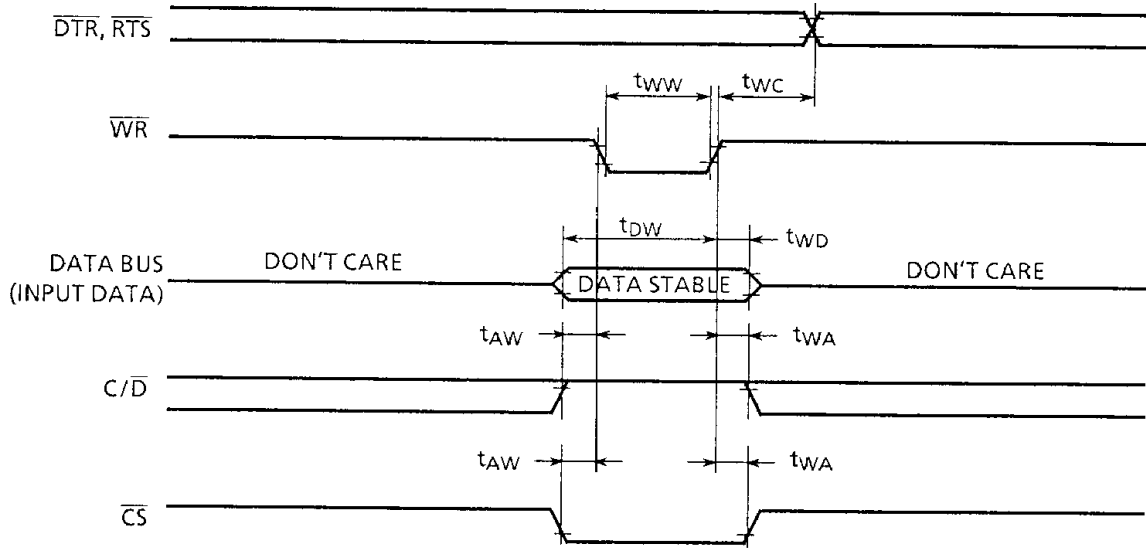 DTR, RTS
tWW
tWC
WR
tDW
tWD
DATA BUS
(INPUT DATA)
DON'T CARE
DATA STABLE
DON'T CARE
tAW
tWA
C/D
tAW
tWA
CS